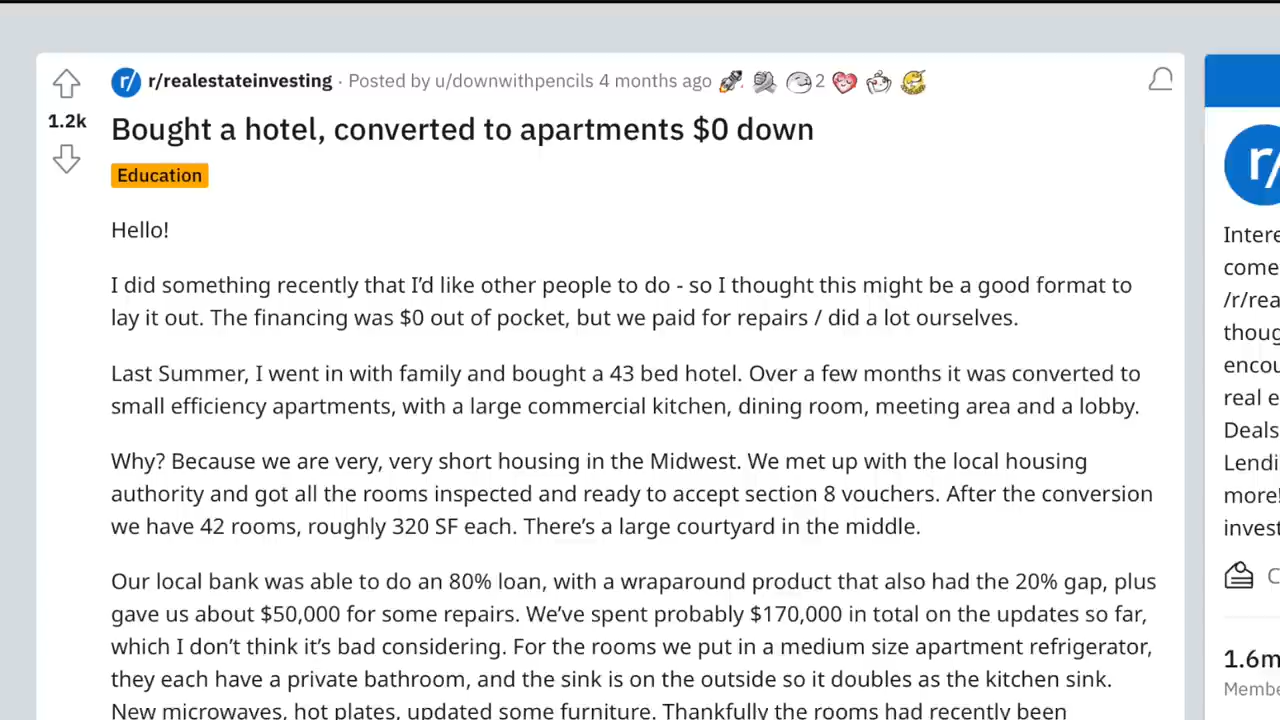 r/realestateinvesting · Posted by u/downwithpencils 4 months ago 2
1.2k
Bought a hotel, converted to apartments $0 down
Education
Hello!
I did something recently that I’d like other people to do - so I thought this might be a good format to
lay it out. The financing was $0 out of pocket, but we paid for repairs / did a lot ourselves.
Last Summer, I went in with family and bought a 43 bed hotel. Over a few months it was converted to
small efficiency apartments, with a large commercial kitchen, dining room, meeting area and a lobby.
Why? Because we are very, very short housing in the Midwest. We met up with the local housing
authority and got all the rooms inspected and ready to accept section 8 vouchers. After the conversion
we have 42 rooms, roughly 320 SF each. There’s a large courtyard in the middle.
Our local bank was able to do an 80% loan, with a wraparound product that also had the 20% gap, plus
gave us about $50,000 for some repairs. We’ve spent probably $170,000 in total on the updates so far,
which I don’t think it’s bad considering. For the rooms we put in a medium size apartment refrigerator,
they each have a private bathroom, and the sink is on the outside so it doubles as the kitchen sink.
New microwaves, hot plates, updated some furniture. Thankfully the rooms had recently been
r/
Intere
come
/r/rea
thoug
encou
real e
Deals
Lendi
more!
invest
C
1.6m
Membe